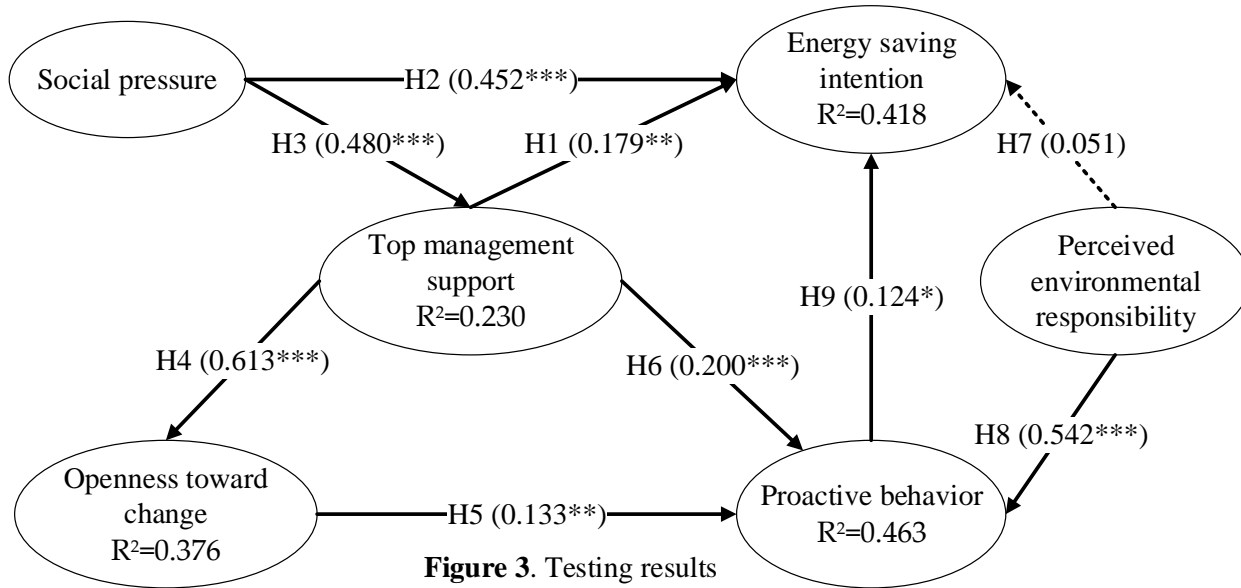 Social pressure
H2 (0.452***)
Energy saving
intention
R²=0.418
H3 (0.480***)
H1 (0.179**)
H7 (0.051)
Top management
support
R²=0.230
Perceived
environmental
responsibility
H9 (0.124*)
H4 (0.613***)
H6 (0.200***)
H8 (0.542***)
Openness toward
change
R²=0.376
H5 (0.133**)
Proactive behavior
R²=0.463
Figure 3. Testing results